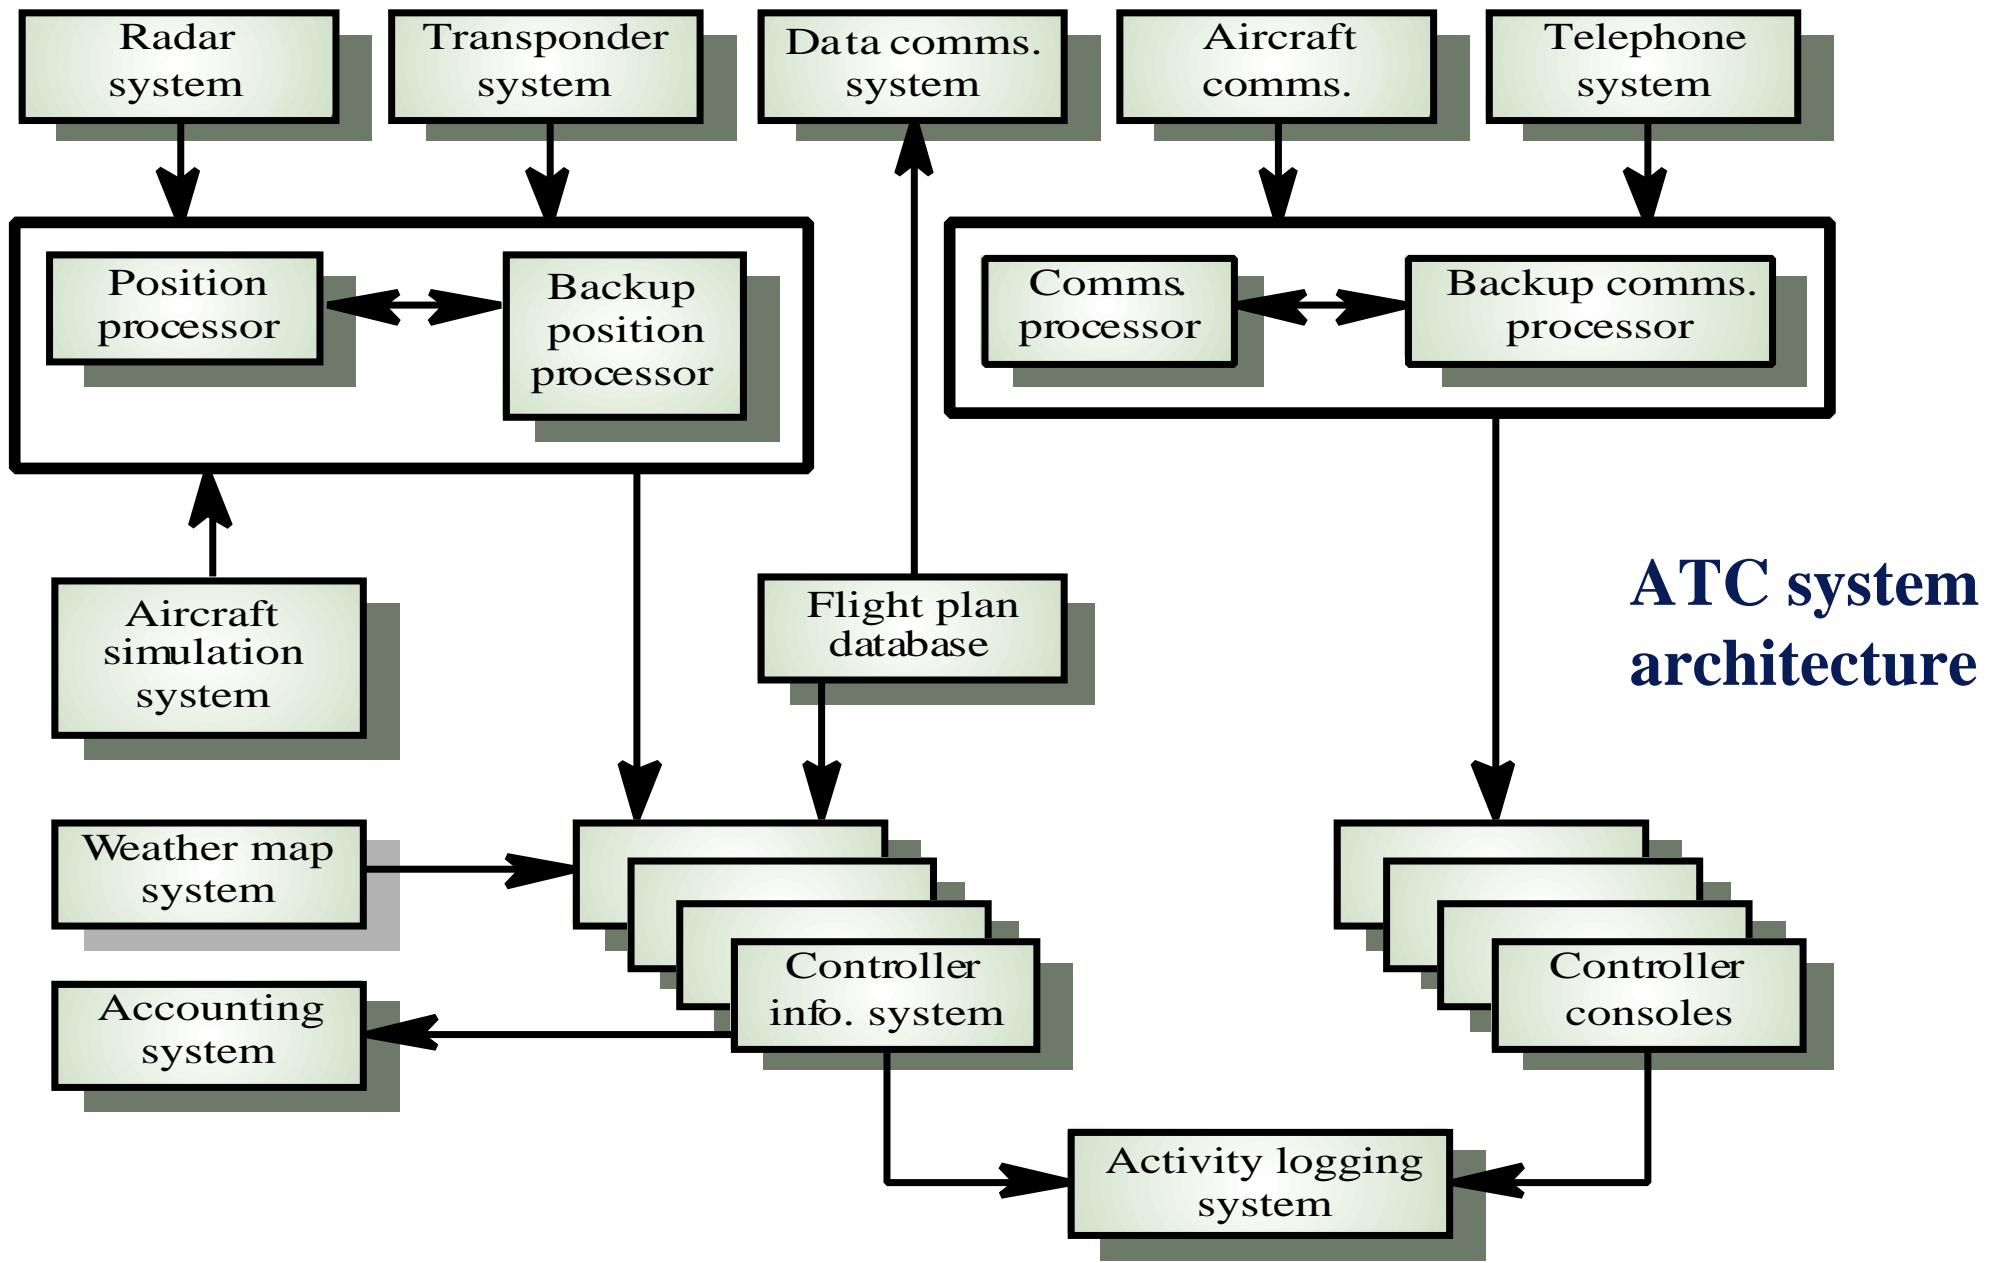 Radar
system
Transponder
system
Data comms.
system
Aircraft
comms.
Telephone
system
Position
processor
Backup
position
processor
Comms.
processor
Backup comms.
processor
Aircraft
simulation
system
Flight plan
database
ATC system
architecture
Weather map
system
Accounting
system
Controller
info. system
Controller
consoles
Activity logging
system